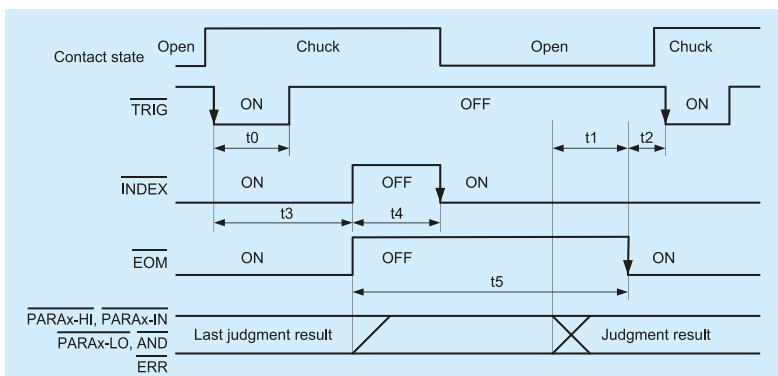 Contact state Open Chuck Open Chuck
TRIG ON OFF ON
t0 t1 t2
INDEX ON OFF ON
t3 t4
EOM ON OFF ON
t5
PARAx-HI, PARAx-IN
PARAx-LO, AND Last judgment result Judgment result
ERR